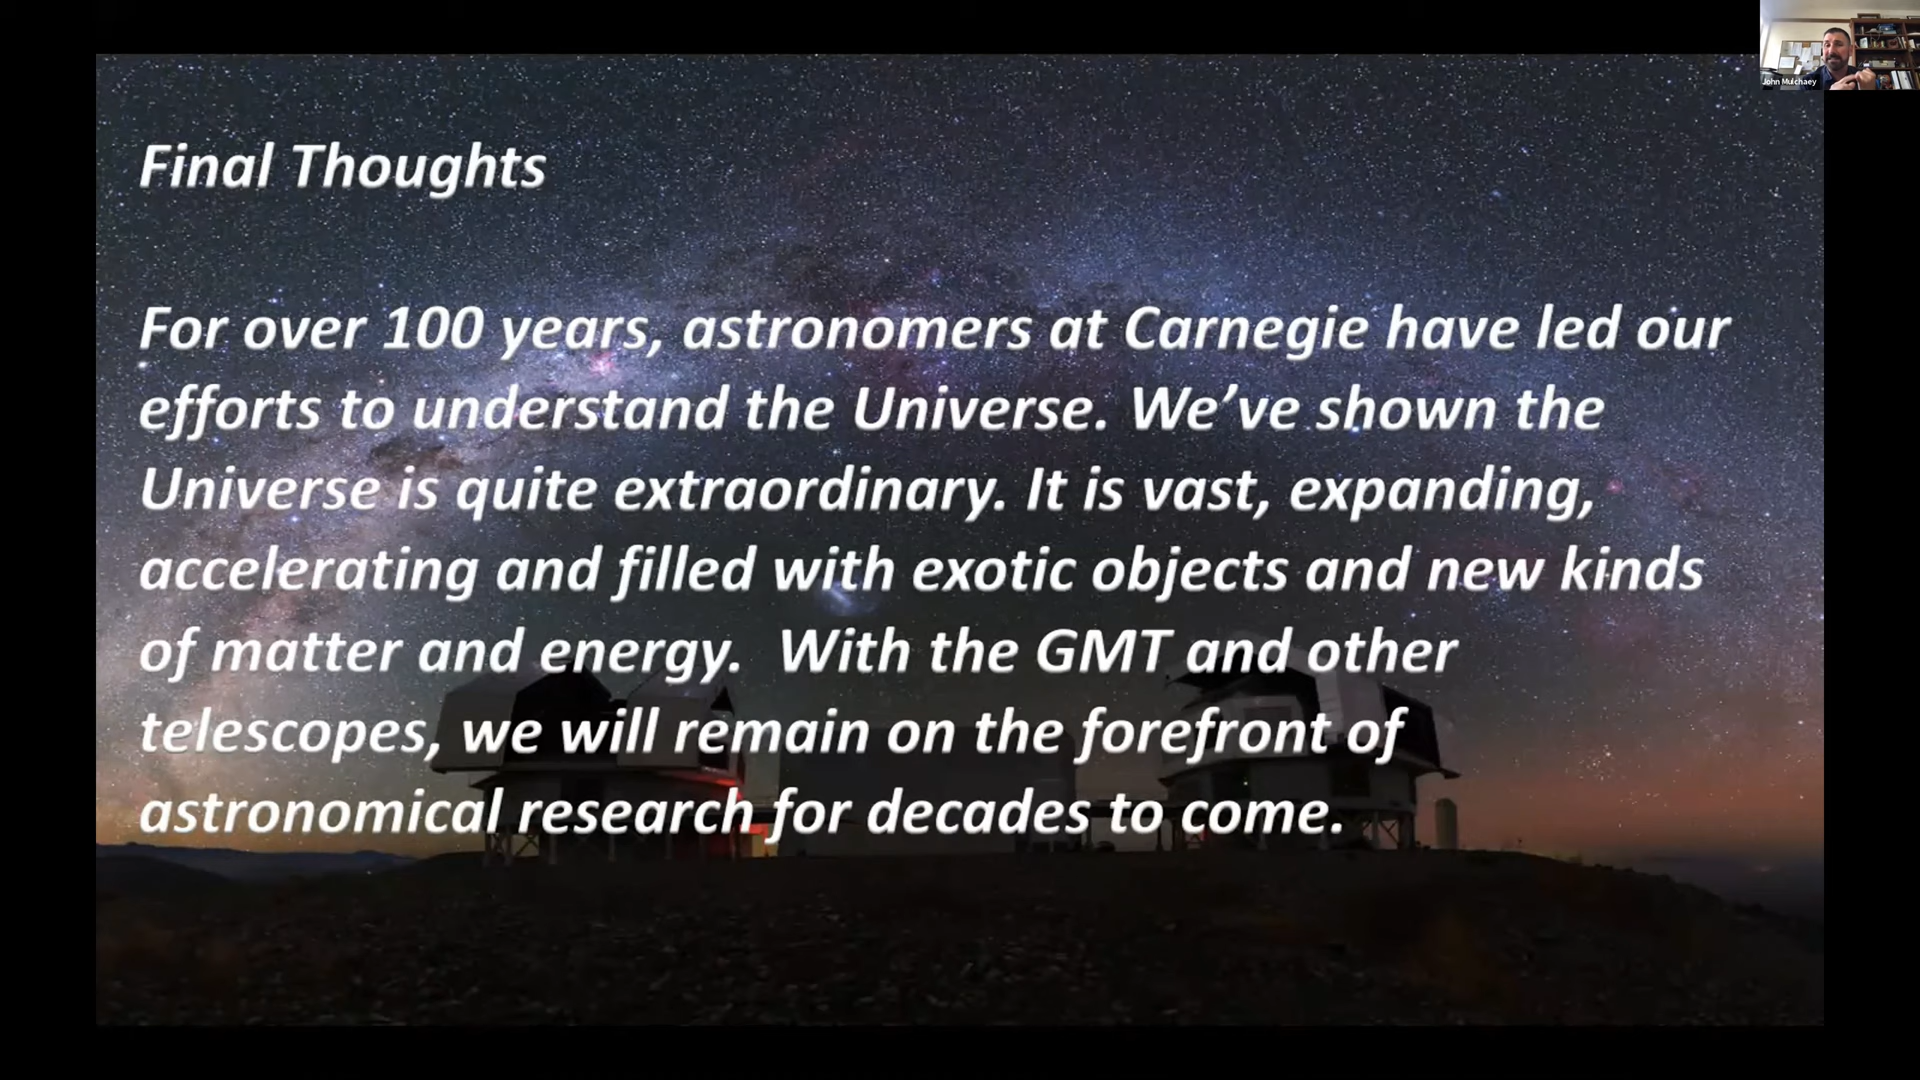 John Mulchaey
Final Thoughts
For over 100 years, astronomers at Carnegie have led our
efforts to understand the Universe. We’ve shown the
Universe is quite extraordinary. It is vast, expanding,
accelerating and filled with exotic objects and new kinds
of matter and energy.  With the GMT and other
telescopes, we will remain on the forefront of
astronomical research for decades to come.